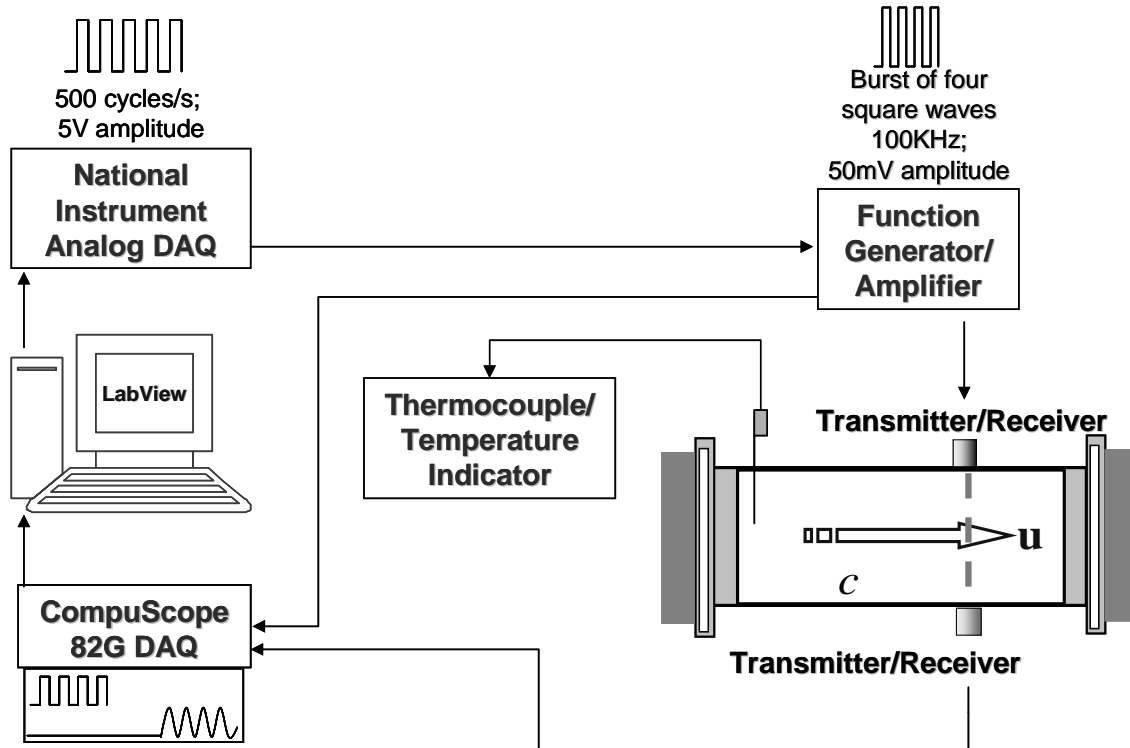 500 cycles/s;
5V amplitude
National
Instrument
Analog DAQ
Burst of four
square waves
100KHz;
50mV amplitude
Function
Generator/
Amplifier
LabView
Thermocouple/
Temperature
Indicator
Transmitter/Receiver
u
c
CompuScope
82G DAQ
Transmitter/Receiver